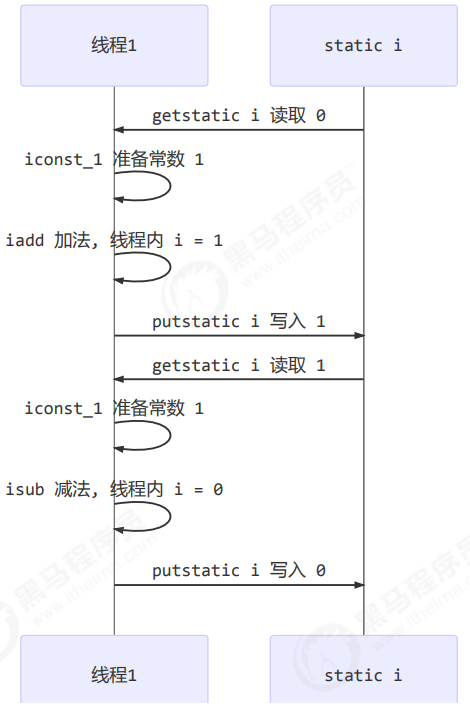 线程1
static i
getstatic i 读取 0
iconst_1 准备常数 1
iadd 加法, 线程内 i = 1
putstatic i 写入 1
getstatic i 读取 1
iconst_1 准备常数 1
isub 减法, 线程内 i = 0
putstatic i 写入 0
线程1
static i
黑马程序员
www.itheima.com
黑马程序员
www.itheima.com
黑马程序员
www.itheima.com